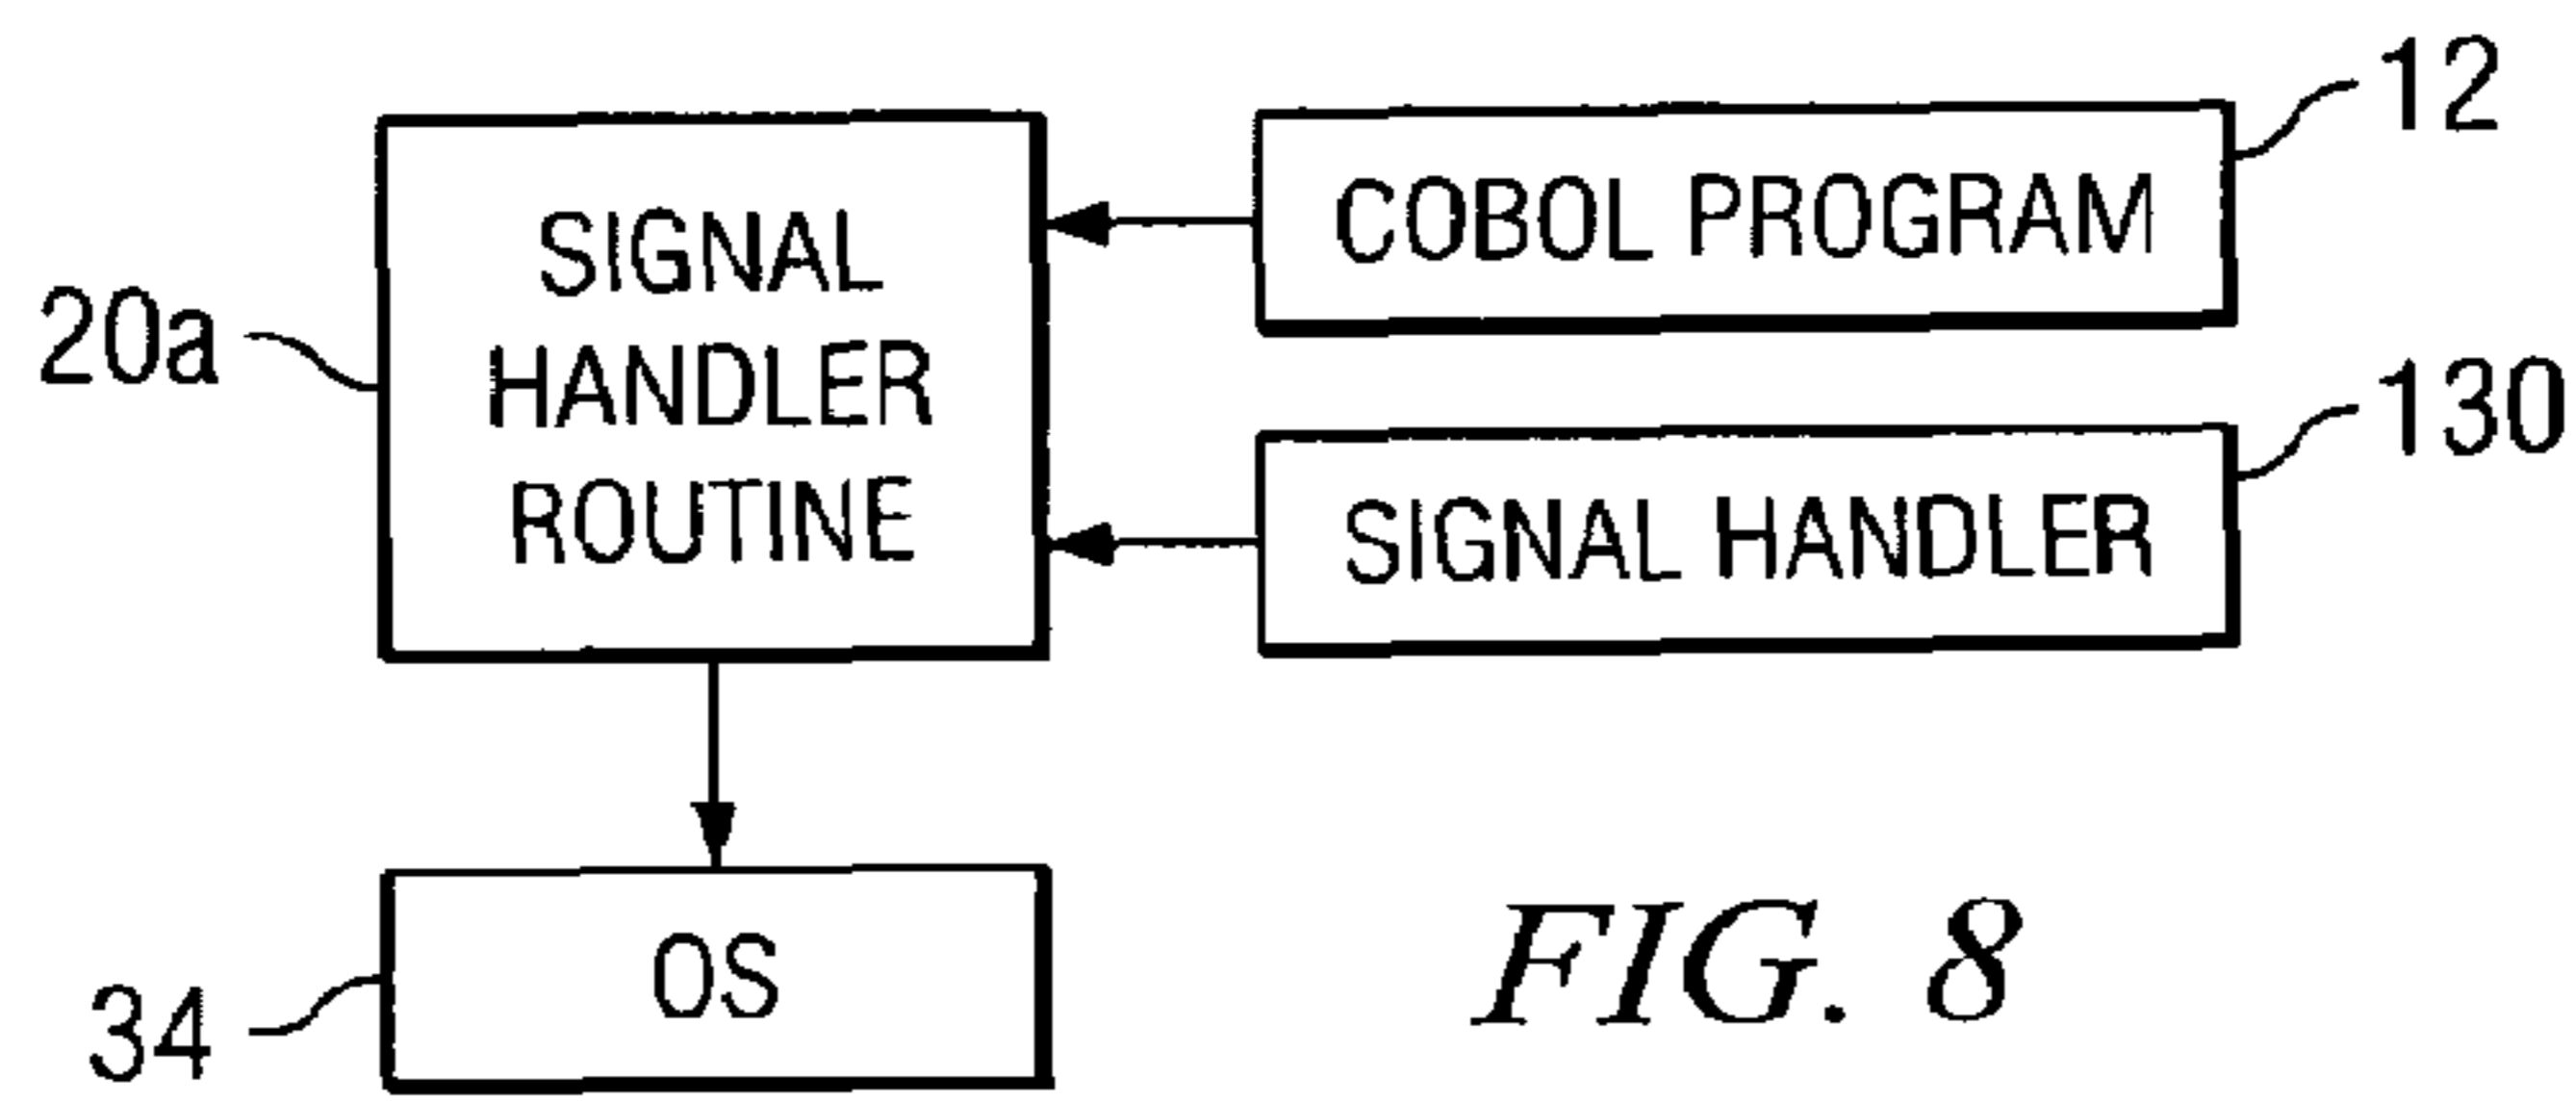 12
COBOL PROGRAM
SIGNAL
HANDLER
ROUTINE
20a
130
SIGNAL HANDLER
OS
34
FIG. 8